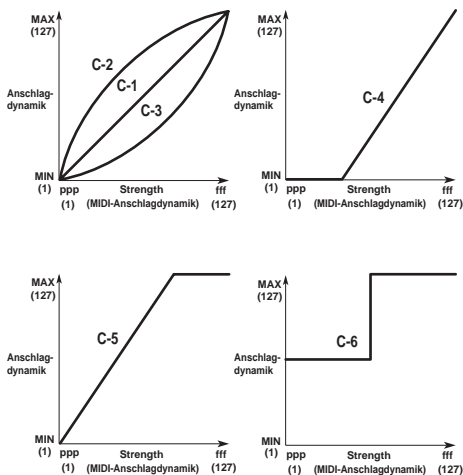 MAX
(127)
C-2
C-1
C-3
Anschlag-
dynamik
MIN
(1)
ppp
(1)
Strength
(MIDI-Anschlagdynamik)
fff
(127)
MAX
(127)
C-4
Anschlag-
dynamik
MIN
(1)
ppp
(1)
Strength
(MIDI-Anschlagdynamik)
fff
(127)
MAX
(127)
C-5
Anschlag-
dynamik
MIN
(1)
ppp
(1)
Strength
(MIDI-Anschlagdynamik)
fff
(127)
MAX
(127)
C-6
Anschlag-
dynamik
MIN
(1)
ppp
(1)
Strength
(MIDI-Anschlagdynamik)
fff
(127)